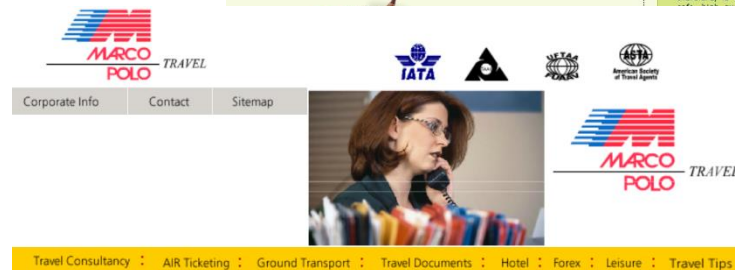 MARCO
POLO TRAVEL
IATA
UFTAA
ASTA
American Society
of Travel Agents
Corporate Info Contact Sitemap
MARCO
POLO TRAVEL
Travel Consultancy : AIR Ticketing : Ground Transport : Travel Documents : Hotel : Forex : Leisure : Travel Tips